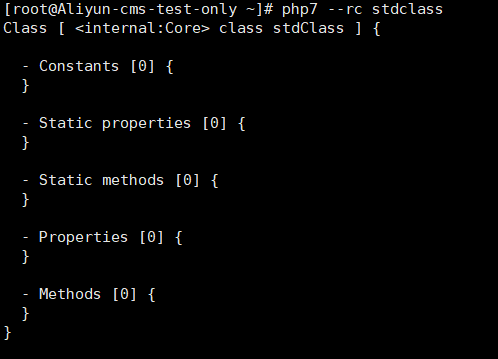 [root@Aliyun-cms-test-only ~]# php7 --rc stdclass
Class [ <internal:Core> class stdClass ] {
- Constants [0] {
}
- Static properties [0] {
}
- Static methods [0] {
}
- Properties [0] {
}
- Methods [0] {
}
}